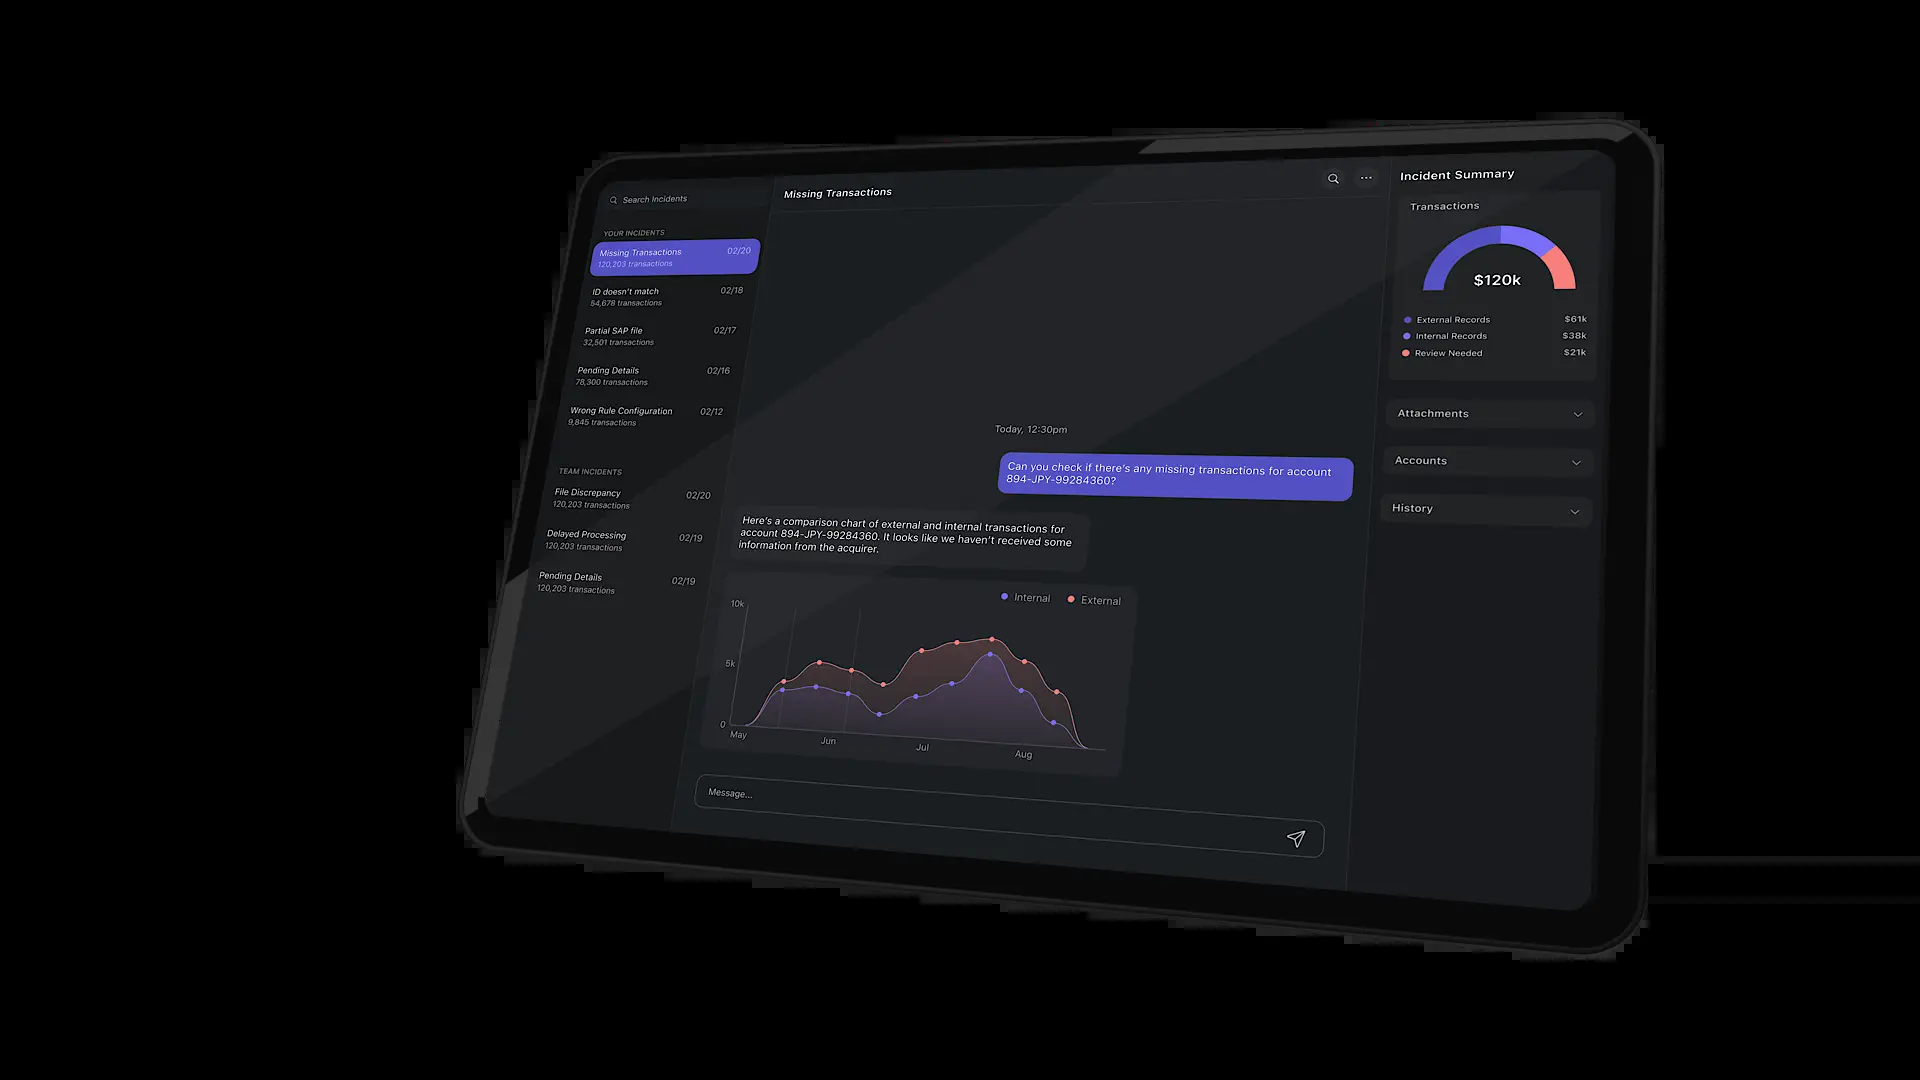 Search Incidents
YOUR INCIDENTS
Missing Transactions 02/20
120,203 transactions
ID doesn't match 02/18
54,678 transactions
Partial SAP file 02/17
32,501 transactions
Pending Details 02/16
78,300 transactions
Wrong Rule Configuration 02/12
9,845 transactions
TEAM INCIDENTS
File Discrepancy 02/20
120,203 transactions
Delayed Processing 02/19
120,203 transactions
Pending Details 02/19
120,203 transactions
Missing Transactions
Today, 12:30pm
Can you check if there's any missing transactions for account
894-JPY-99284360?
Here's a comparison chart of external and internal transactions for
account 894-JPY-99284360. It looks like we haven't received some
information from the acquirer.
Internal External
10k
5k
0
May Jun Jul Aug
Message...
Incident Summary
Transactions
$120k
External Records $61k
Internal Records $38k
Review Needed $21k
Attachments
Accounts
History